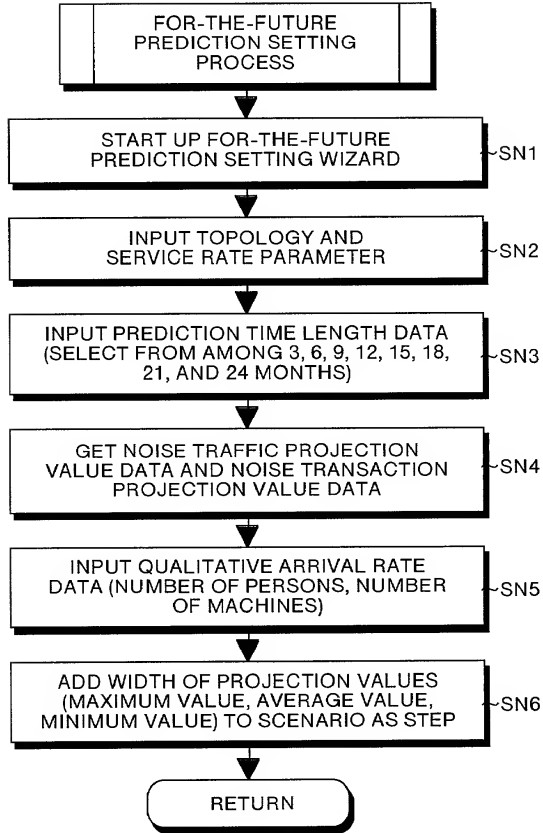 FOR-THE-FUTURE
PREDICTION SETTING
PROCESS
START UP FOR-THE-FUTURE
PREDICTION SETTING WIZARD
SN1
INPUT TOPOLOGY AND
SERVICE RATE PARAMETER
SN2
INPUT PREDICTION TIME LENGTH DATA
(SELECT FROM AMONG 3, 6, 9, 12, 15, 18,
21, AND 24 MONTHS)
SN3
GET NOISE TRAFFIC PROJECTION
VALUE DATA AND NOISE TRANSACTION
PROJECTION VALUE DATA
SN4
INPUT QUALITATIVE ARRIVAL RATE
DATA (NUMBER OF PERSONS, NUMBER
OF MACHINES)
SN5
ADD WIDTH OF PROJECTION VALUES
(MAXIMUM VALUE, AVERAGE VALUE,
MINIMUM VALUE) TO SCENARIO AS STEP
SN6
RETURN